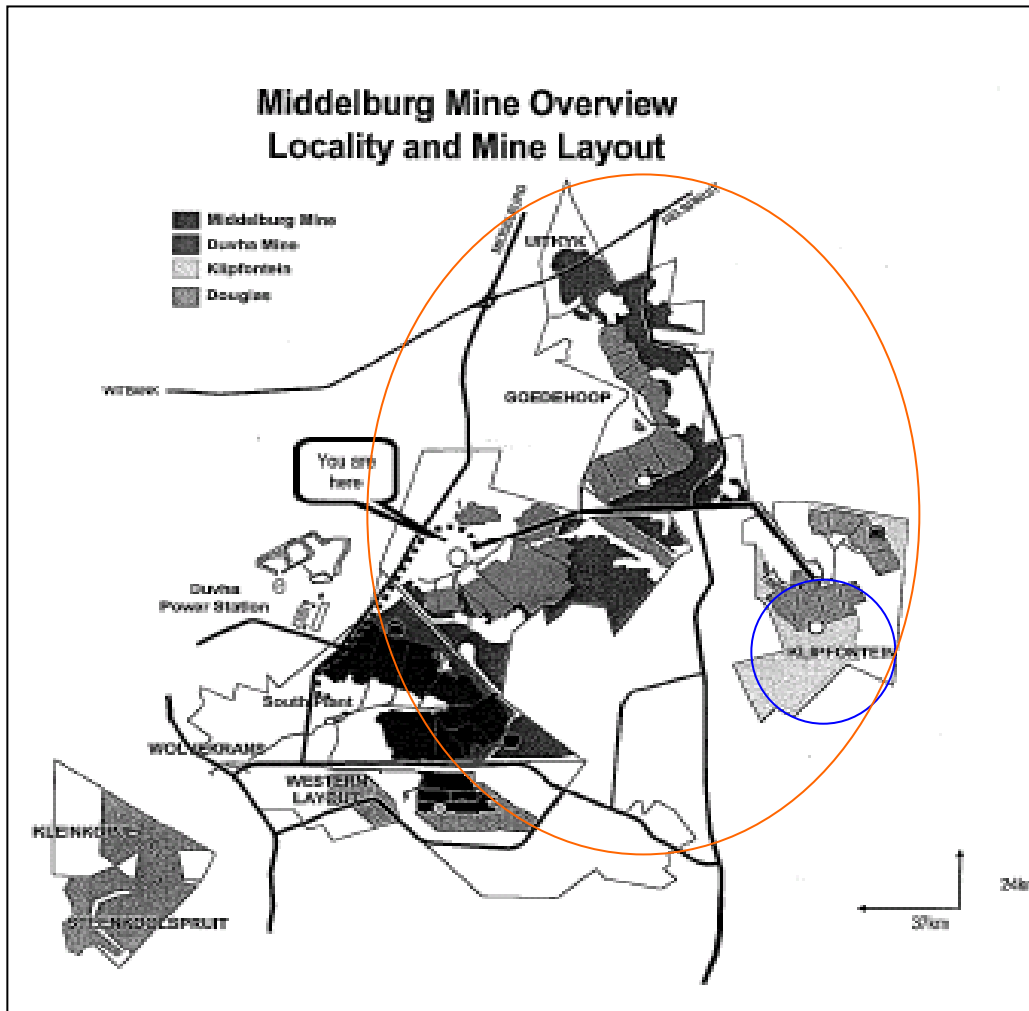 Middelburg Mine Overview
Locality and Mine Layout
Middelburg Mine
Duvha Mine
Klipfontein
Douglas
WITBANK
GOEDEHOOP
You are
here
Duvha
Power Station
KLIPFONTEIN
South Plant
WOLVEKRANS
WESTERN
LAYOUT
37km